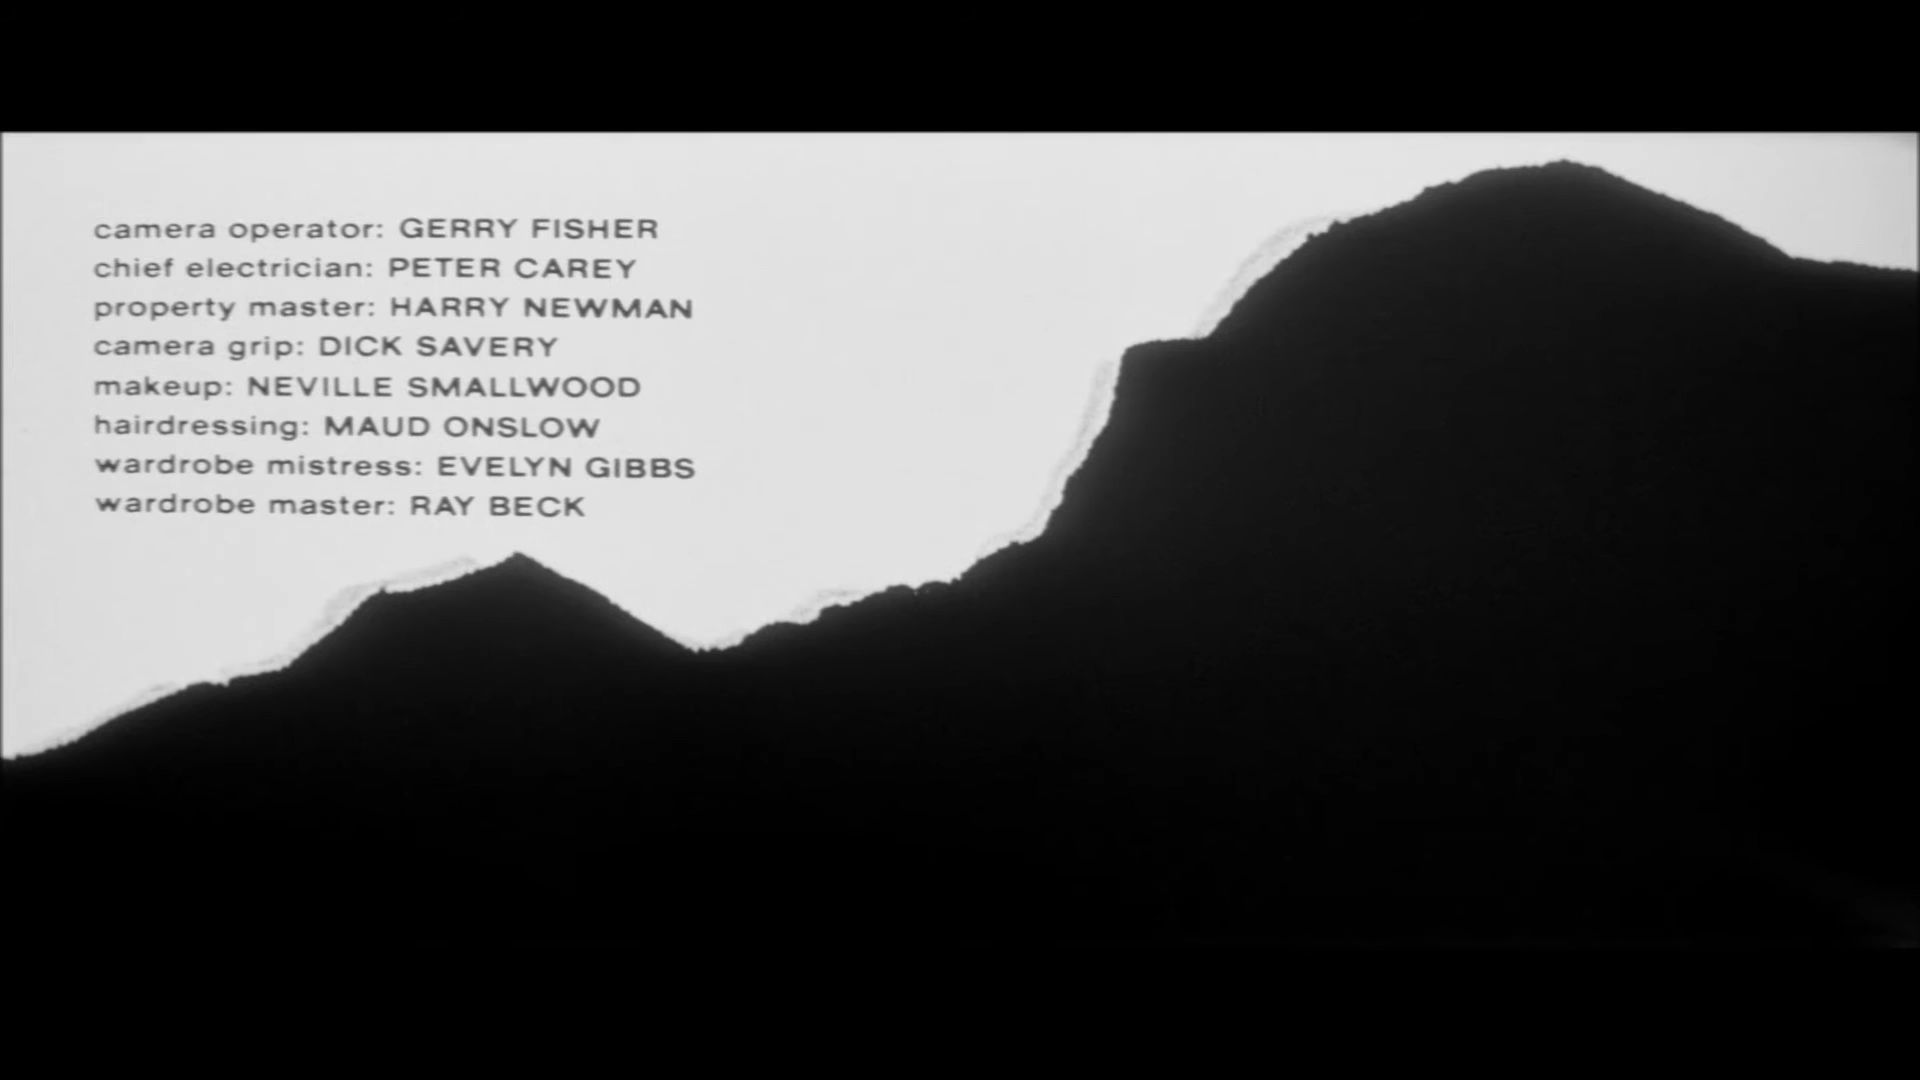 camera operator: GERRY FISHER
chief electrician: PETER CAREY
property master: HARRY NEWMAN
camera grip: DICK SAVERY
makeup: NEVILLE SMALLWOOD
hairdressing: MAUD ONSLOW
wardrobe mistress: EVELYN GIBBS
wardrobe master: RAY BECK